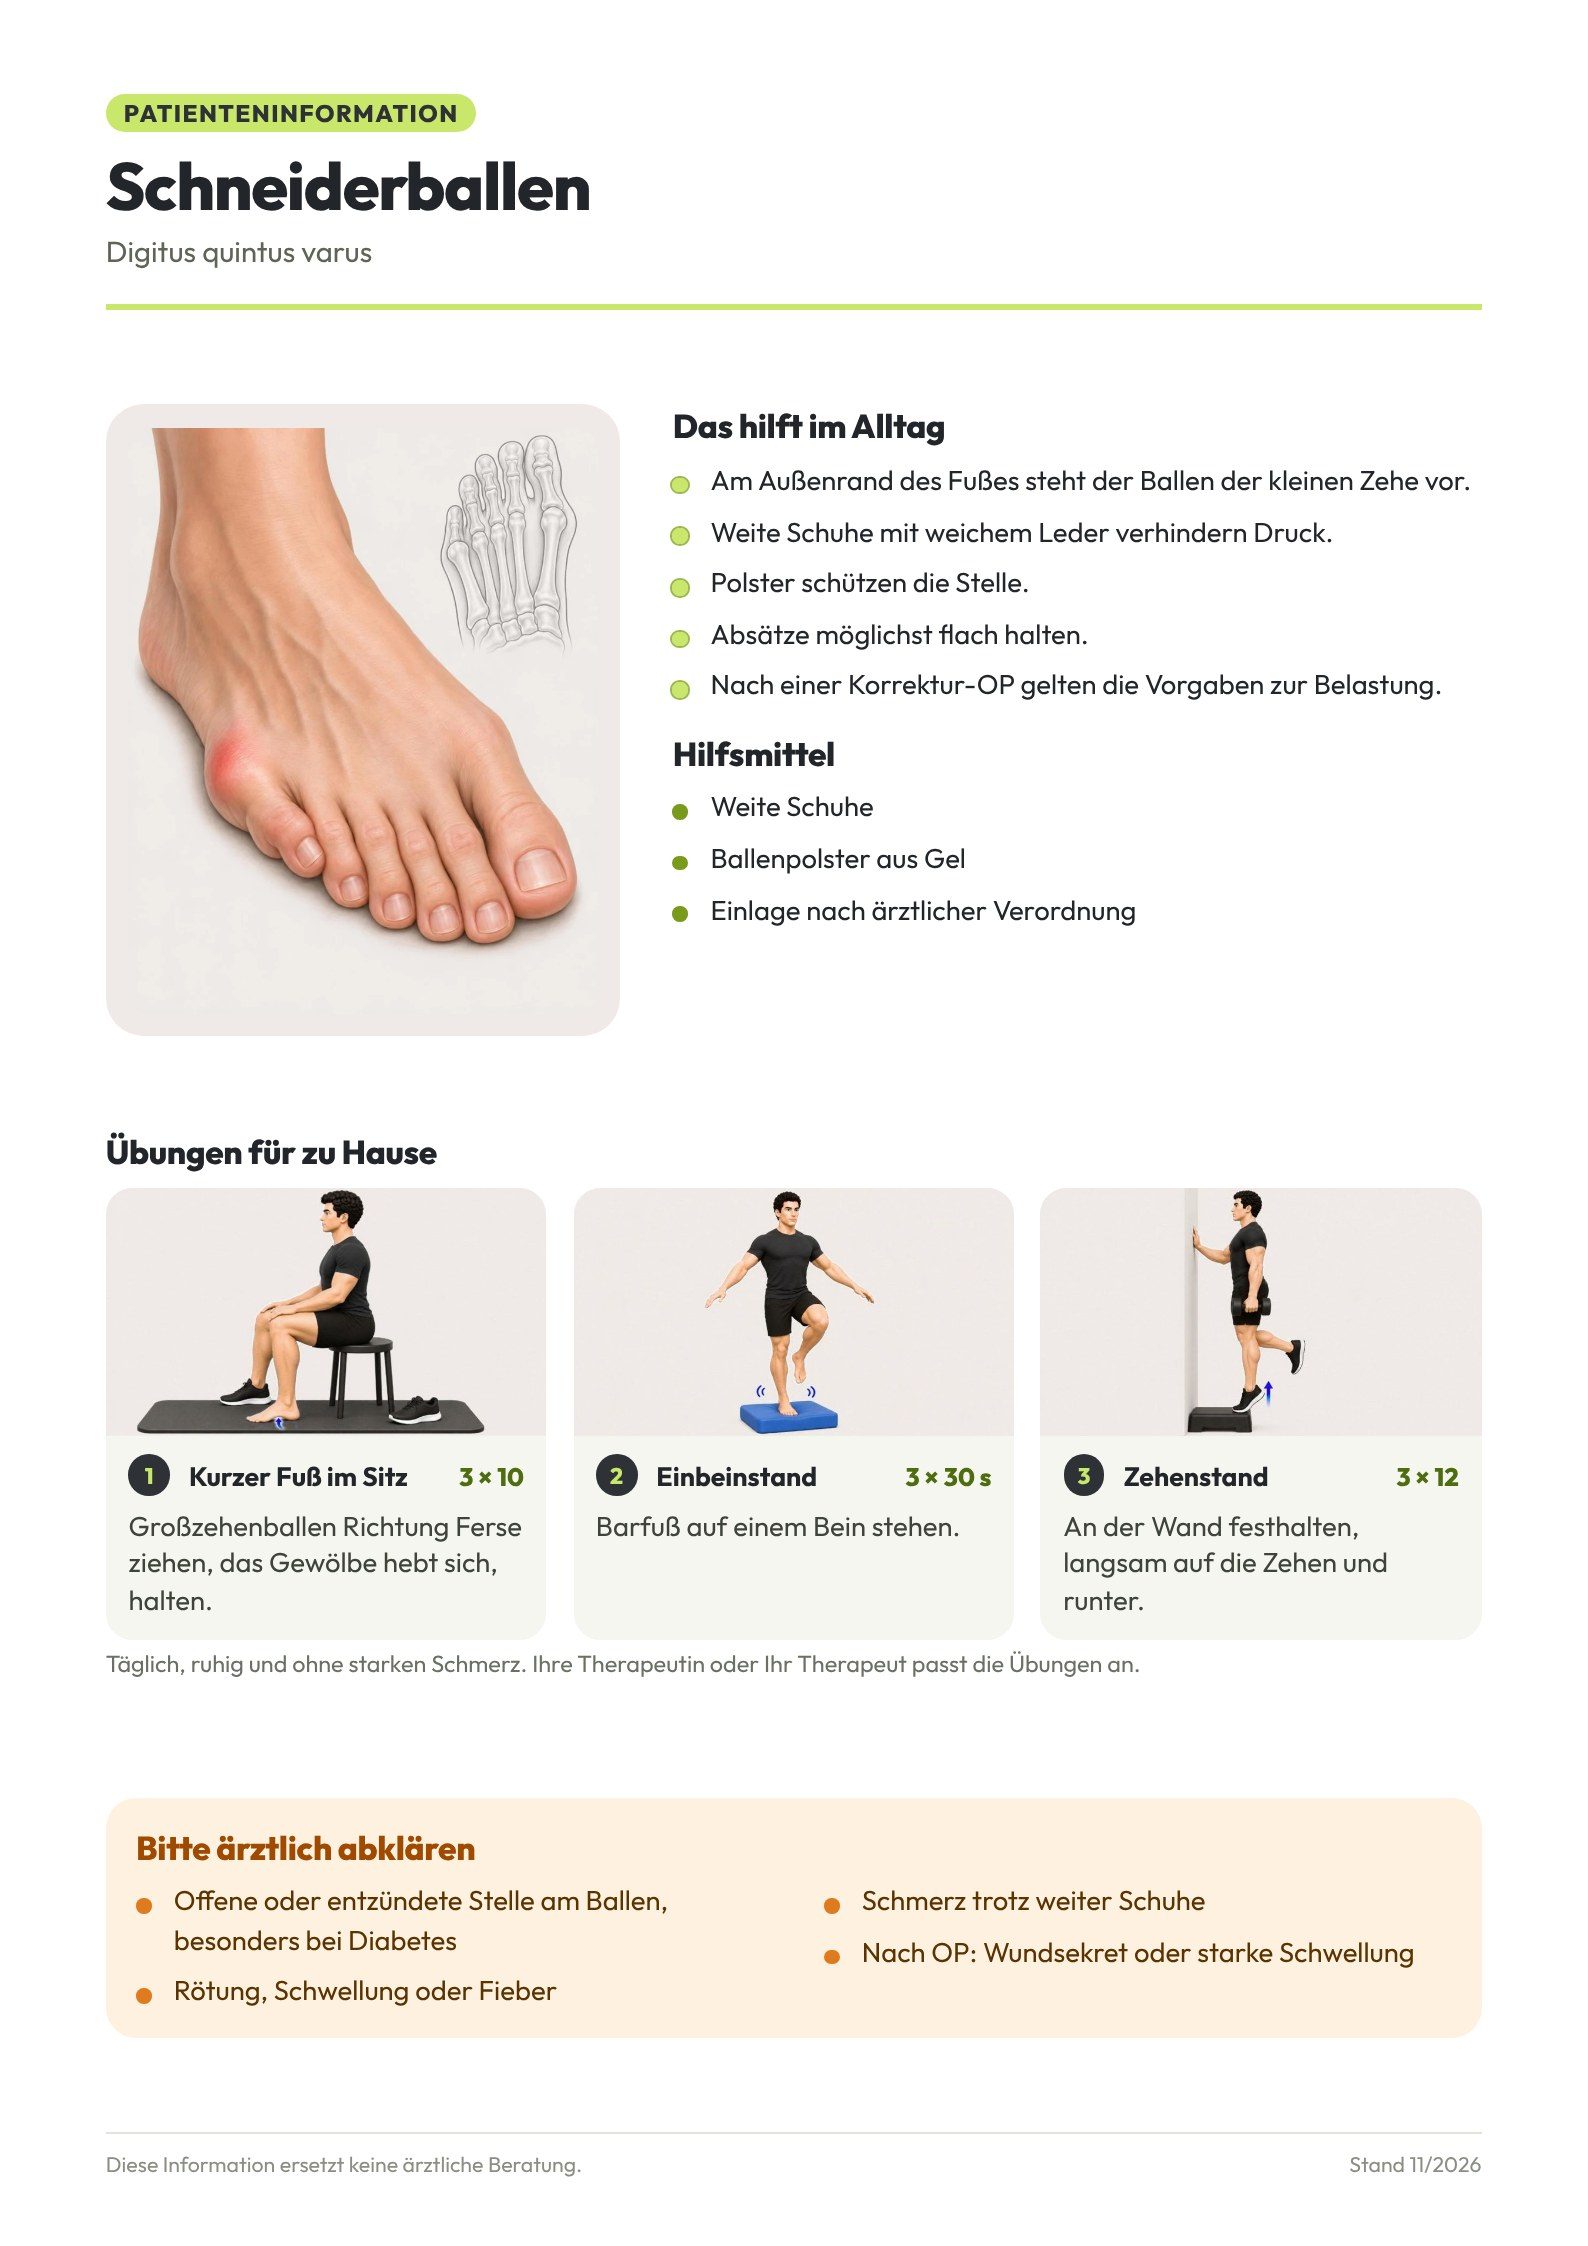 PATIENTENINFORMATION
Schneiderballen
Digitus quintus varus
Das hilft im Alltag
Am Außenrand des Fußes steht der Ballen der kleinen Zehe vor.
Weite Schuhe mit weichem Leder verhindern Druck.
Polster schützen die Stelle.
Absätze möglichst flach halten.
Nach einer Korrektur-OP gelten die Vorgaben zur Belastung.
Hilfsmittel
Weite Schuhe
Ballenpolster aus Gel
Einlage nach ärztlicher Verordnung
Übungen für zu Hause
1 Kurzer Fuß im Sitz 3 × 10
Großzehenballen Richtung Ferse
ziehen, das Gewölbe hebt sich,
halten.
2 Einbeinstand 3 × 30 s
Barfuß auf einem Bein stehen.
3 Zehenstand 3 × 12
An der Wand festhalten,
langsam auf die Zehen und
runter.
Täglich, ruhig und ohne starken Schmerz. Ihre Therapeutin oder Ihr Therapeut passt die Übungen an.
Bitte ärztlich abklären
Offene oder entzündete Stelle am Ballen,
besonders bei Diabetes
Rötung, Schwellung oder Fieber
Schmerz trotz weiter Schuhe
Nach OP: Wundsekret oder starke Schwellung
Diese Information ersetzt keine ärztliche Beratung.
Stand 11/2026